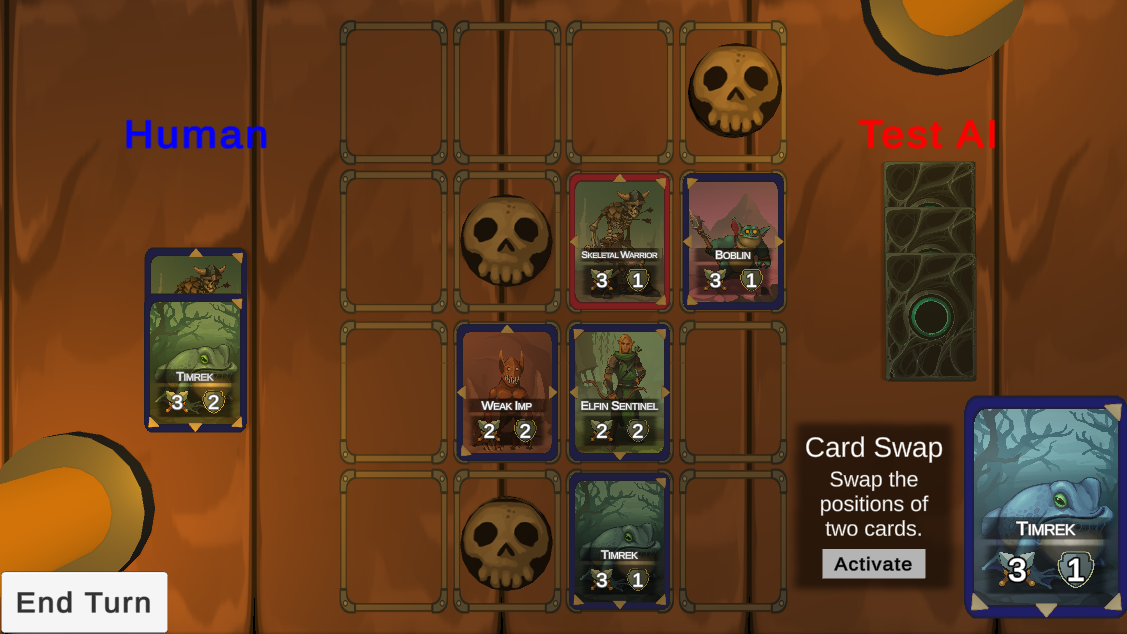 Human
Test AI
SKELETAL WARRIOR
3 1
BOBLIN
3 1
TIMREK
3 2
WEAK IMP
2 2
ELFIN SENTINEL
2 2
Card Swap
Swap the
positions of
two cards.
Activate
TIMREK
3 1
TIMREK
3 1
End Turn